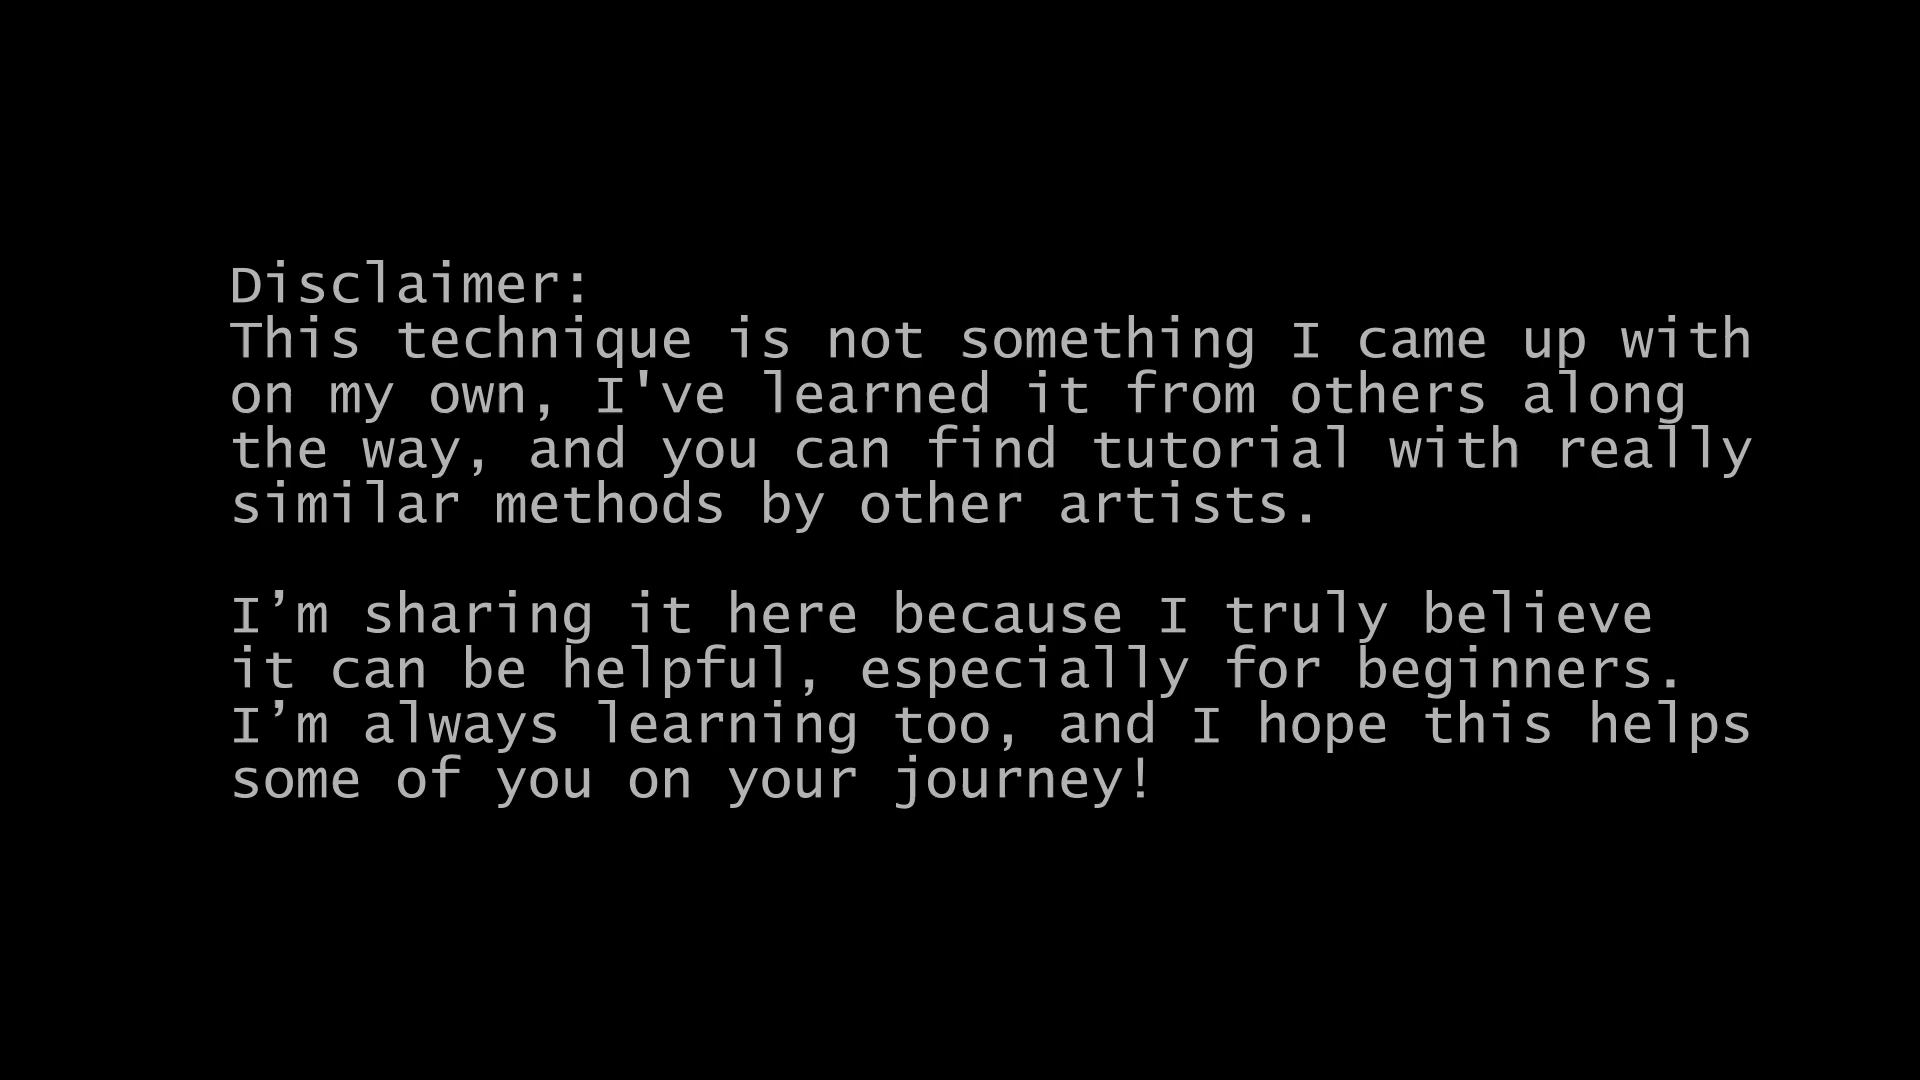 Disclaimer:
This technique is not something I came up with
on my own, I've learned it from others along
the way, and you can find tutorial with really
similar methods by other artists.
I’m sharing it here because I truly believe
it can be helpful, especially for beginners.
I’m always learning too, and I hope this helps
some of you on your journey!